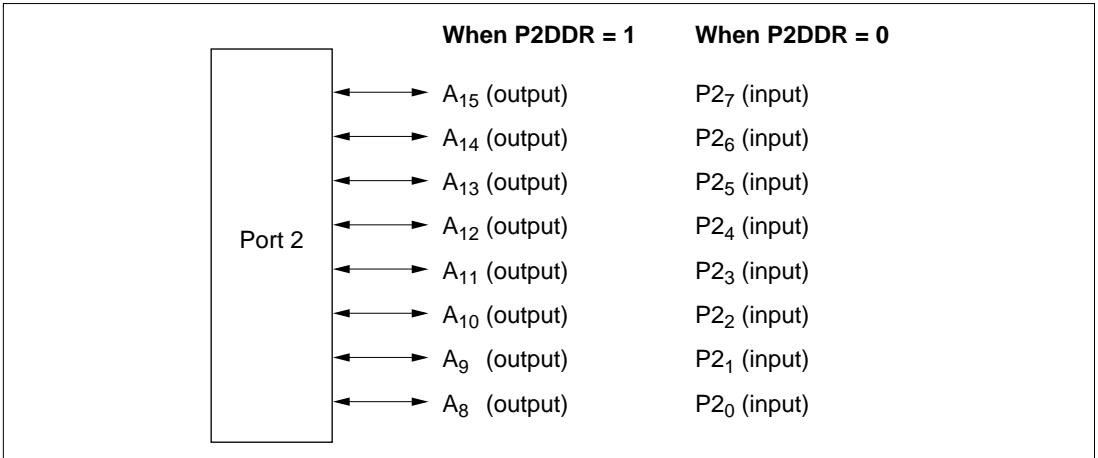 When P2DDR = 1 When P2DDR = 0
A15 (output) P27 (input)
A14 (output) P26 (input)
A13 (output) P25 (input)
Port 2 A12 (output) P24 (input)
A11 (output) P23 (input)
A10 (output) P22 (input)
A9 (output) P21 (input)
A8 (output) P20 (input)